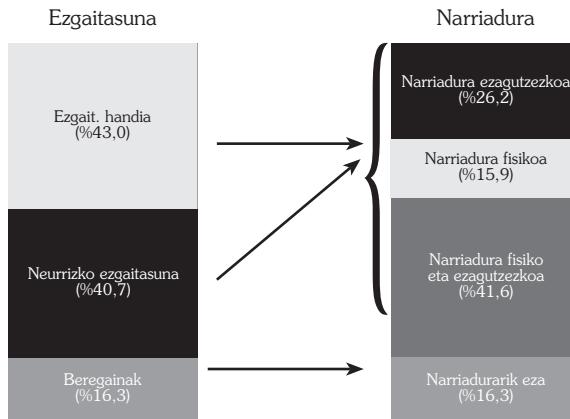 Ezgaitasuna
Ezgait. handia
(%43,0)
Neurrizko ezgaitasuna
(%40,7)
Beregainak
(%16,3)
Narriadura
Narriadura ezagutzezkoa
(%26,2)
Narriadura fisikoa
(%15,9)
Narriadura fisiko
eta ezagutzezkoa
(%41,6)
Narriadurarik eza
(%16,3)